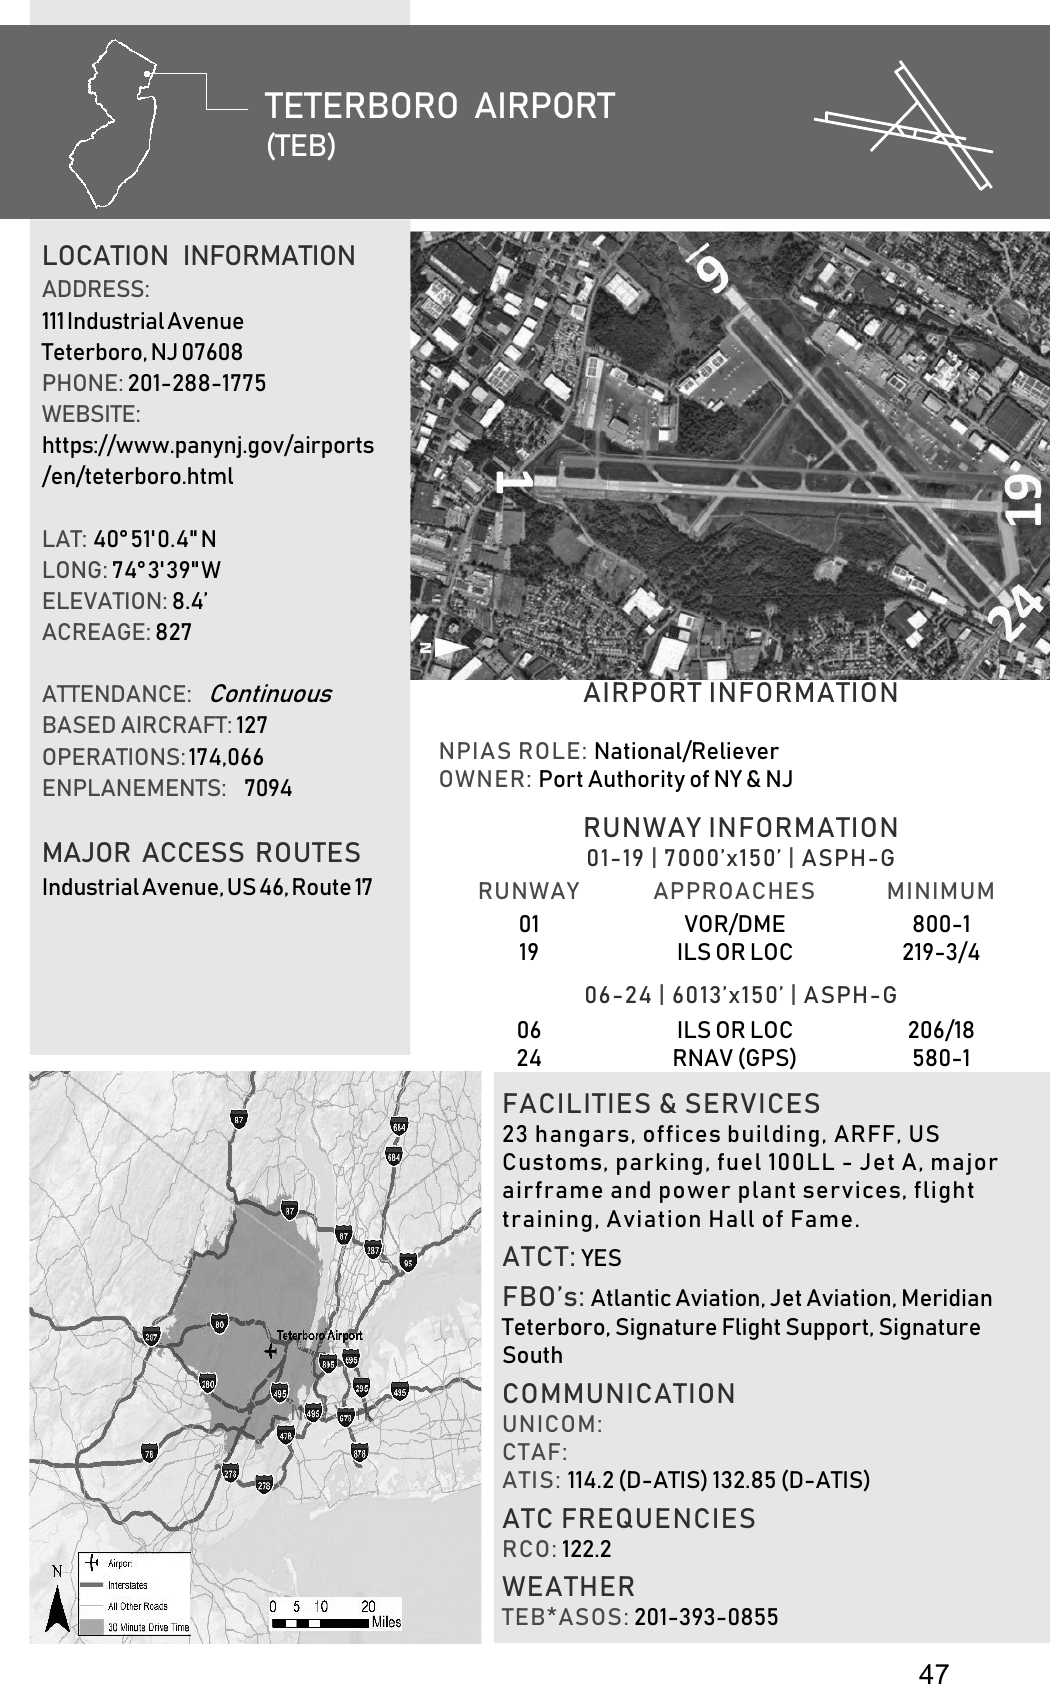 TETERBORO AIRPORT
(TEB)
LOCATION INFORMATION
ADDRESS:
111 Industrial Avenue
Teterboro, NJ 07608
PHONE: 201-288-1775
WEBSITE:
https://www.panynj.gov/airports
/en/teterboro.html
LAT: 40°51'0.4"N
LONG: 74°3'39"W
ELEVATION: 8.4’
ACREAGE: 827
ATTENDANCE: Continuous
BASED AIRCRAFT: 127
OPERATIONS: 174,066
ENPLANEMENTS: 7094
MAJOR ACCESS ROUTES
Industrial Avenue, US 46, Route 17
6
1
19
24
N
AIRPORT INFORMATION
NPIAS ROLE: National/Reliever
OWNER: Port Authority of NY & NJ
RUNWAY INFORMATION
01-19 | 7000’x150’ | ASPH-G
RUNWAY APPROACHES MINIMUM
01 VOR/DME 800-1
19 ILS OR LOC 219-3/4
06-24 | 6013’x150’ | ASPH-G
06 ILS OR LOC 206/18
24 RNAV (GPS) 580-1
87
684
684
87
87
287
95
80
287
Teterboro Airport
895
695
280
495
295
495
495
678
478
78
878
278
278
N
Airport
Interstates
All Other Roads
30 Minute Drive Time
0 5 10 20
Miles
FACILITIES & SERVICES
23 hangars, offices building, ARFF, US
Customs, parking, fuel 100LL - Jet A, major
airframe and power plant services, flight
training, Aviation Hall of Fame.
ATCT: YES
FBO’s: Atlantic Aviation, Jet Aviation, Meridian
Teterboro, Signature Flight Support, Signature
South
COMMUNICATION
UNICOM:
CTAF:
ATIS: 114.2 (D-ATIS) 132.85 (D-ATIS)
ATC FREQUENCIES
RCO: 122.2
WEATHER
TEB*ASOS: 201-393-0855
47